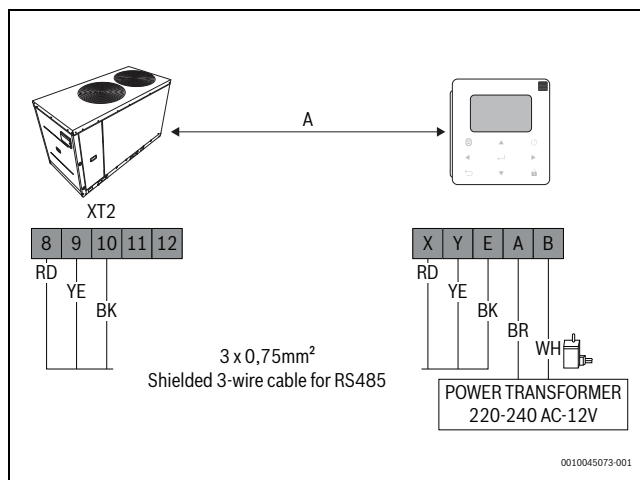 A
XT2
8 9 10 11 12
X Y E A B
RD
YE
BK
RD
YE
BK
BR
WH
3 x 0,75mm²
Shielded 3-wire cable for RS485
POWER TRANSFORMER
220-240 AC-12V
0010045073-001